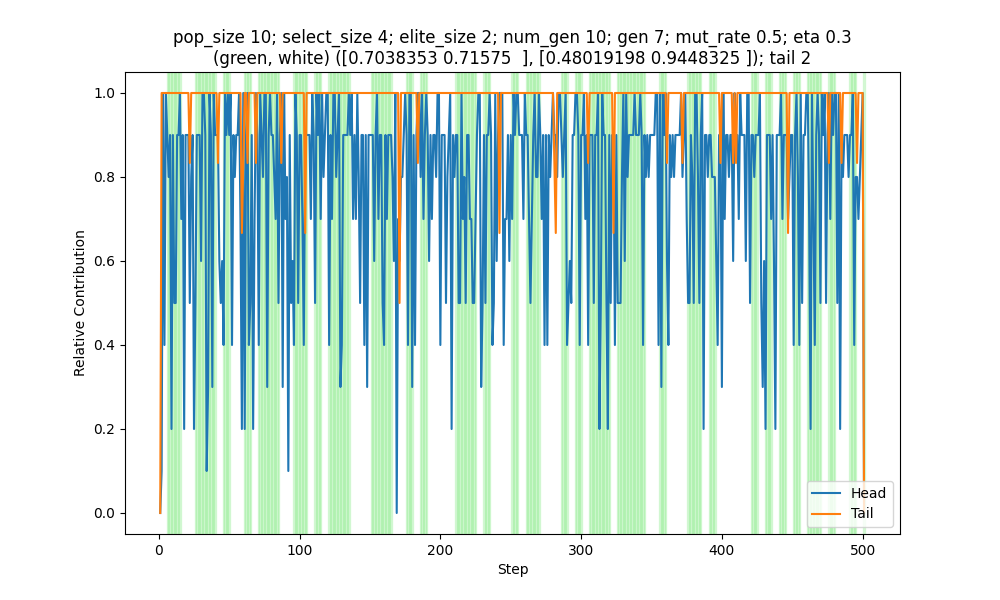 pop_size 10; select_size 4; elite_size 2; num_gen 10; gen 7; mut_rate 0.5; eta 0.3
(green, white) ([0.7038353 0.71575  ], [0.48019198 0.9448325 ]); tail 2
1.0
0.8
0.6
0.4
0.2
0.0
Relative Contribution
Head
Tail
0 100 200 300 400 500
Step